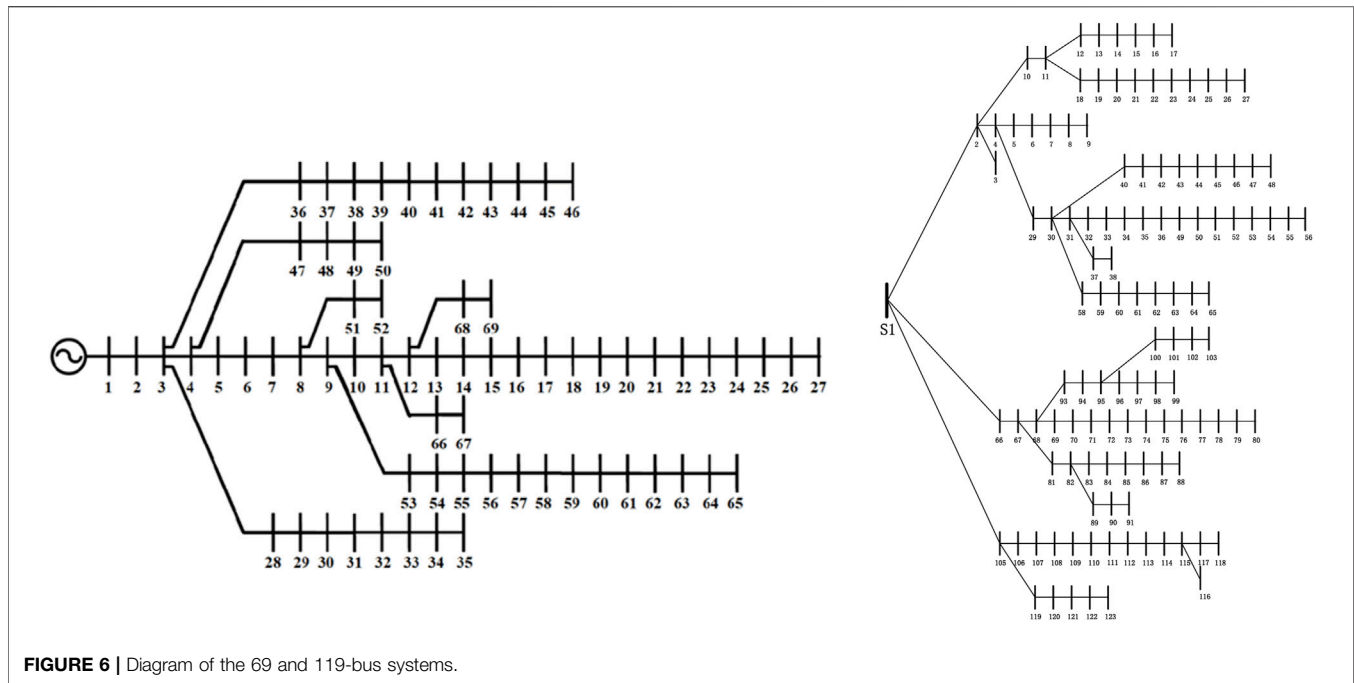 36 37 38 39 40 41 42 43 44 45 46
47 48 49 50
51 52
68 69
1 2 3 4 5 6 7 8 9 10 11 12 13 14 15 16 17 18 19 20 21 22 23 24 25 26 27
66 67
53 54 55 56 57 58 59 60 61 62 63 64 65
28 29 30 31 32 33 34 35
12 13 14 15 16 17
10 11
18 19 20 21 22 23 24 25 26 27
2 4 5 6 7 8 9
3
40 41 42 43 44 45 46 47 48
29 30 31 32 33 34 35 36 49 50 51 52 53 54 55 56
37 38
58 59 60 61 62 63 64 65
S1
100 101 102 103
93 94 95 96 97 98 99
66 67 68 69 70 71 72 73 74 75 76 77 78 79 80
81 82 83 84 85 86 87 88
89 90 91
105 106 107 108 109 110 111 112 113 114 115 117 118
116
119 120 121 122 123
FIGURE 6 | Diagram of the 69 and 119-bus systems.